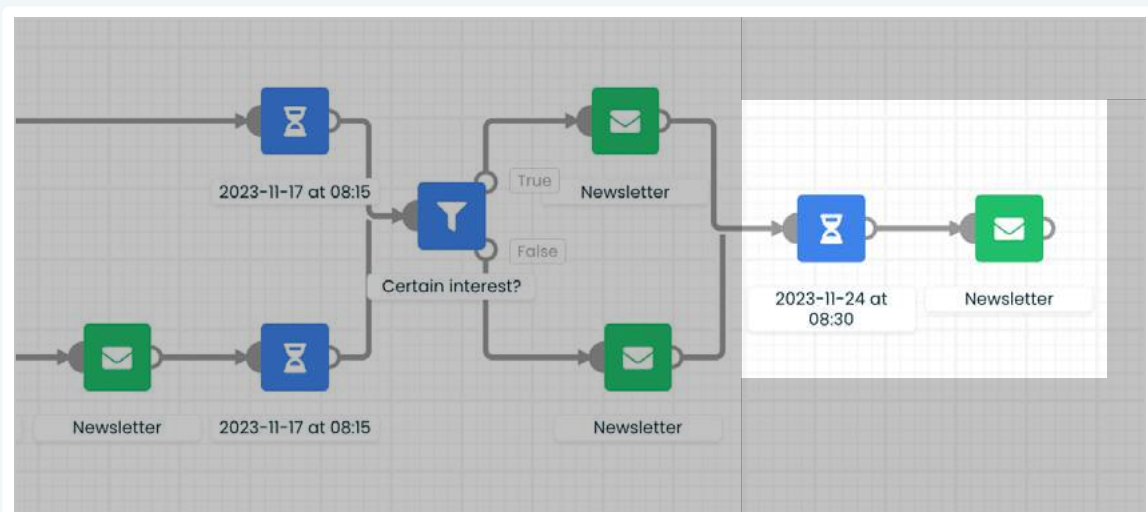 2023-11-17 at 08:15
True
Newsletter
False
Certain interest?
2023-11-24 at
08:30
Newsletter
Newsletter
2023-11-17 at 08:15
Newsletter